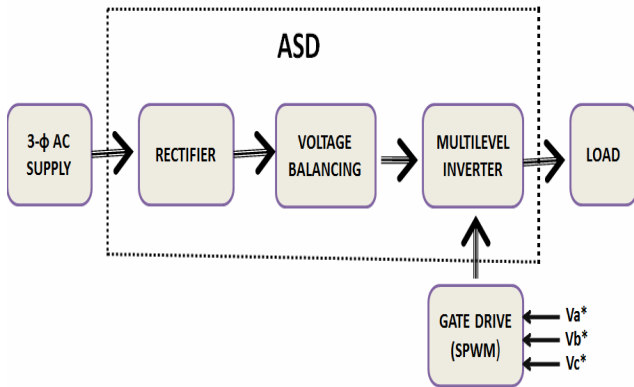 ASD
3-ф AC
SUPPLY
RECTIFIER
VOLTAGE
BALANCING
MULTILEVEL
INVERTER
LOAD
GATE DRIVE
(SPWM)
Va*
Vb*
Vc*